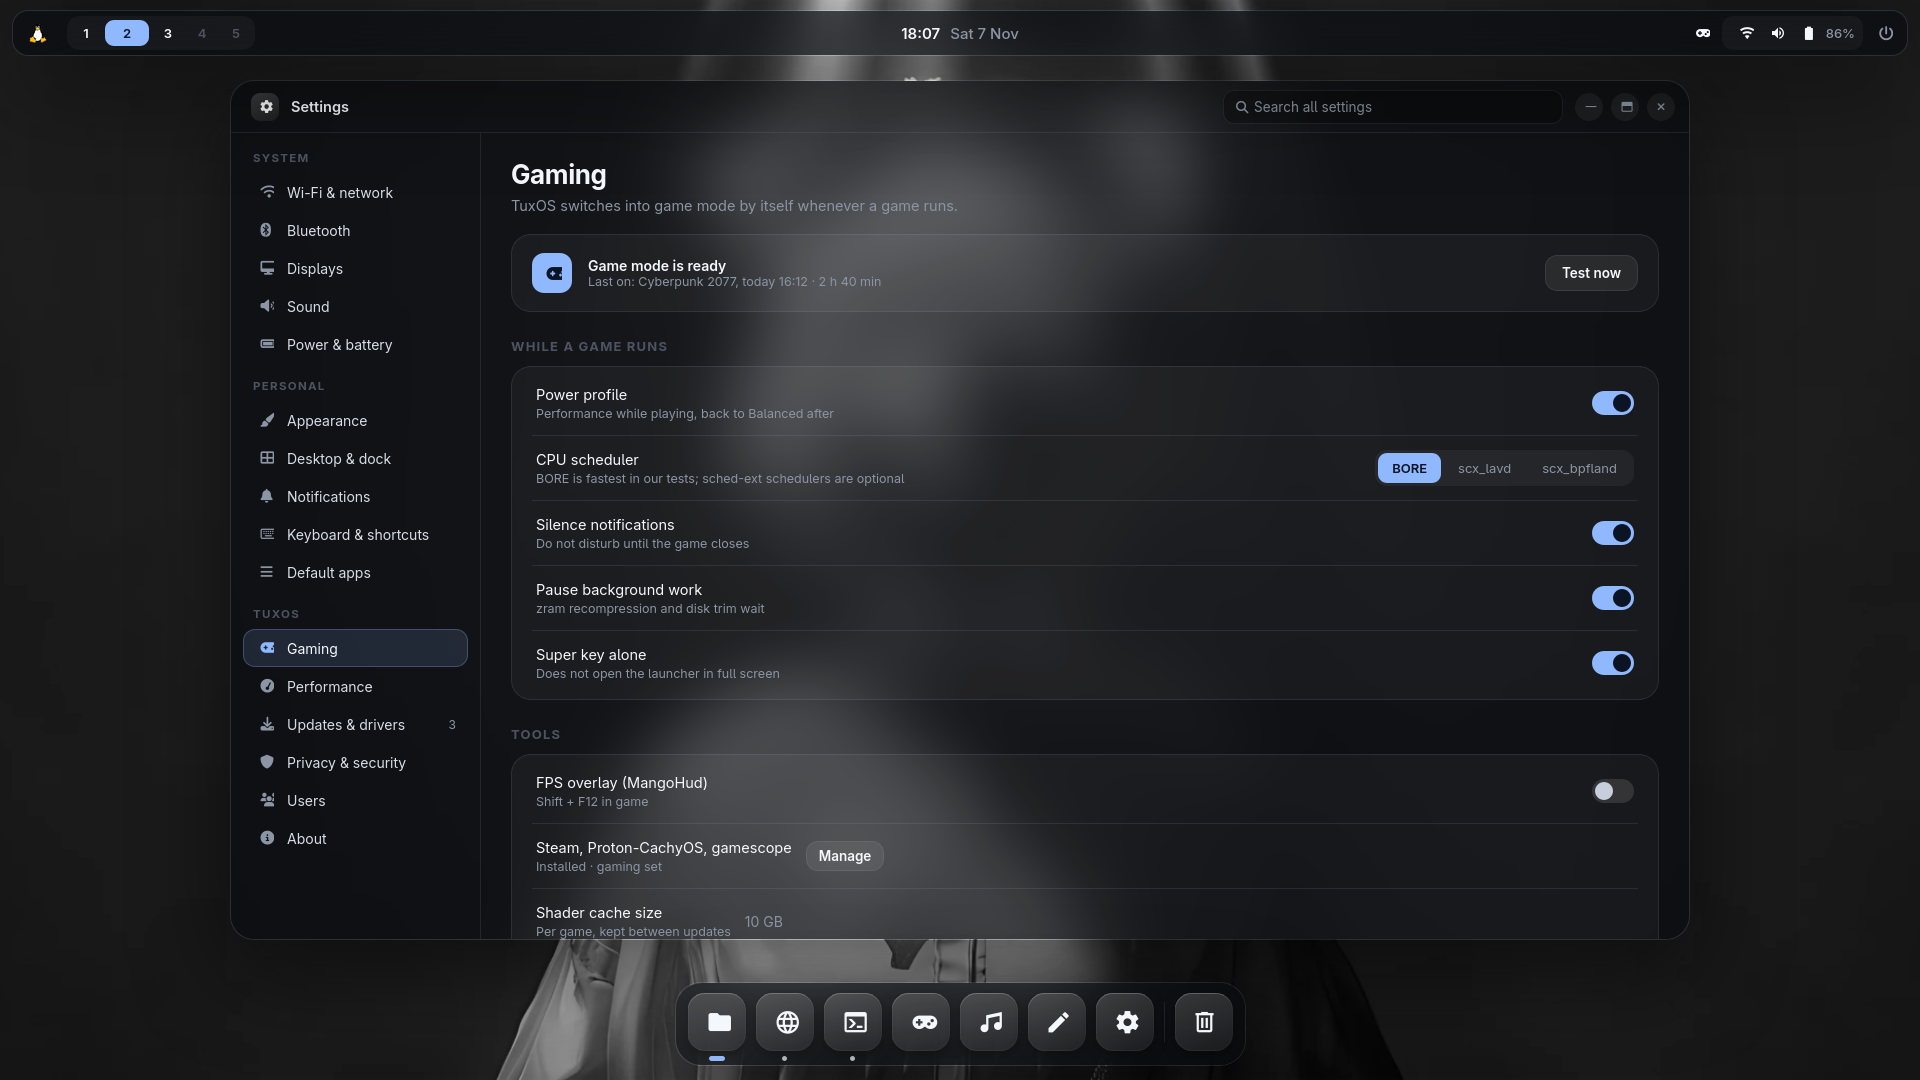 1 2 3 4 5
18:07 Sat 7 Nov
86%
Settings
Search all settings
SYSTEM
Wi-Fi & network
Bluetooth
Displays
Sound
Power & battery
PERSONAL
Appearance
Desktop & dock
Notifications
Keyboard & shortcuts
Default apps
TUXOS
Gaming
Performance
Updates & drivers 3
Privacy & security
Users
About
Gaming
TuxOS switches into game mode by itself whenever a game runs.
Game mode is ready
Last on: Cyberpunk 2077, today 16:12 · 2 h 40 min
Test now
WHILE A GAME RUNS
Power profile
Performance while playing, back to Balanced after
CPU scheduler
BORE is fastest in our tests; sched-ext schedulers are optional
BORE scx_lavd scx_bpfland
Silence notifications
Do not disturb until the game closes
Pause background work
zram recompression and disk trim wait
Super key alone
Does not open the launcher in full screen
TOOLS
FPS overlay (MangoHud)
Shift + F12 in game
Steam, Proton-CachyOS, gamescope
Installed · gaming set
Manage
Shader cache size
Per game, kept between updates
10 GB